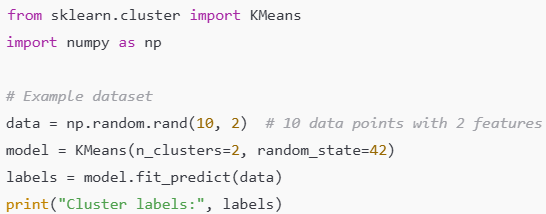 from sklearn.cluster import KMeans
import numpy as np
# Example dataset
data = np.random.rand(10, 2)  # 10 data points with 2 features
model = KMeans(n_clusters=2, random_state=42)
labels = model.fit_predict(data)
print("Cluster labels:", labels)